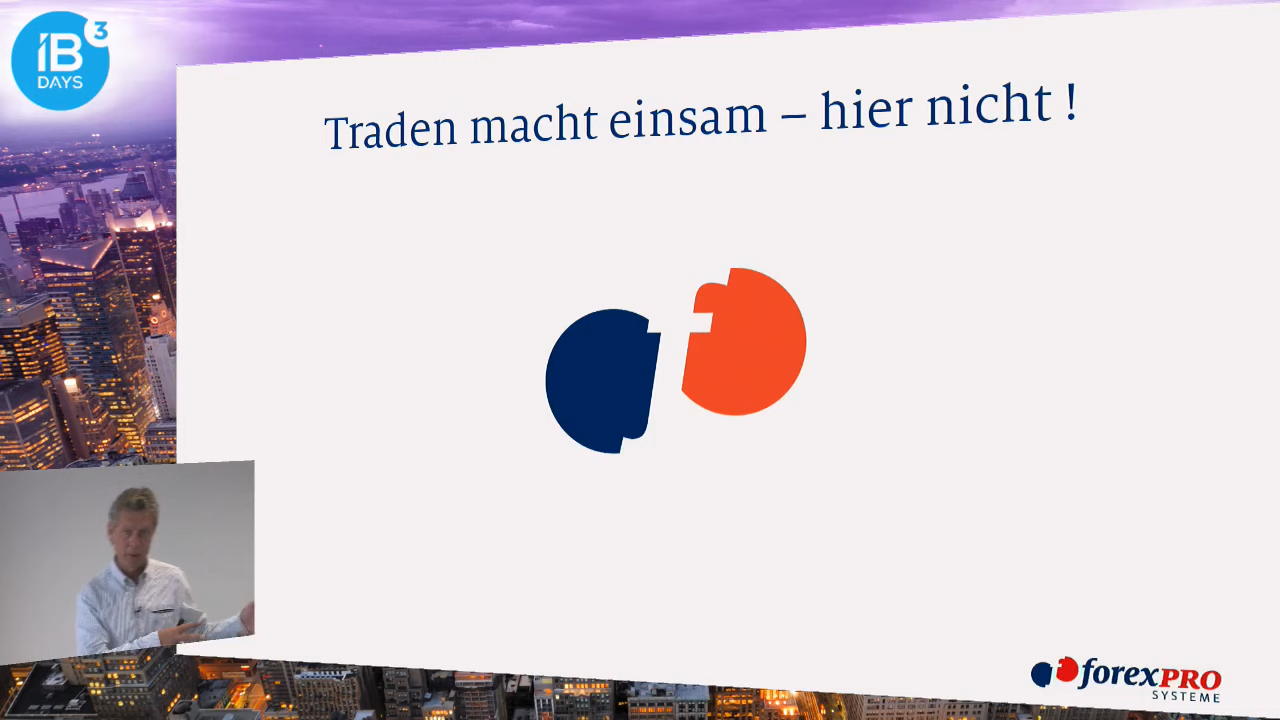 iB 3
DAYS
Traden macht einsam – hier nicht !
forexPRO
SYSTEME